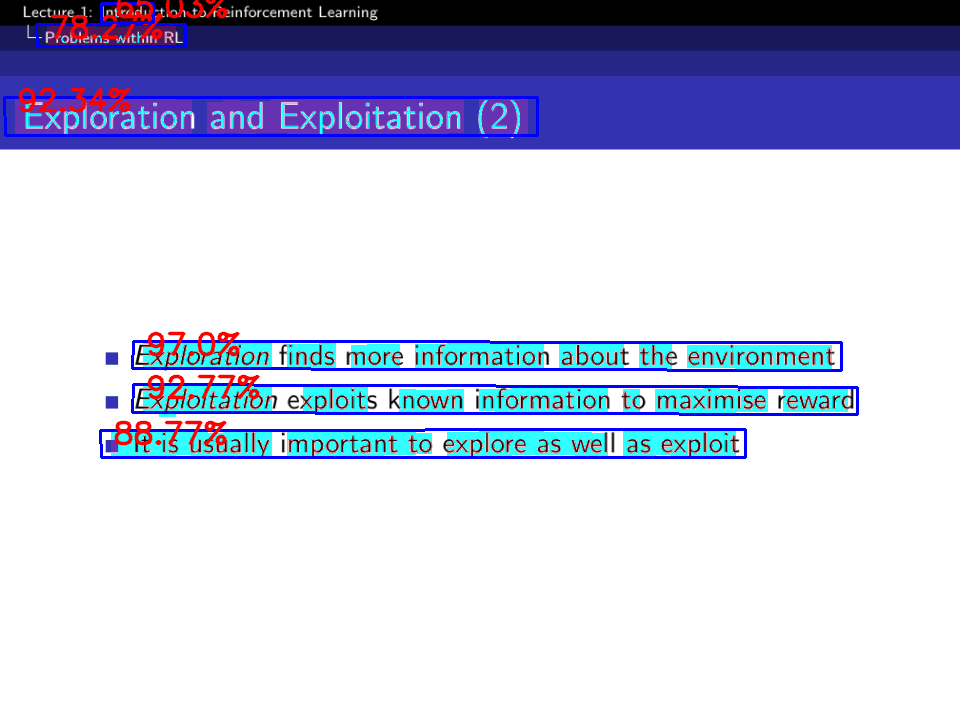 Lecture 1: Introduction to Reinforcement Learning
65.03%
78.27%
Problems within RL
92.34%
Exploration and Exploitation (2)
97.0%
Exploration finds more information about the environment
92.77%
Exploitation exploits known information to maximise reward
88.77%
It is usually important to explore as well as exploit